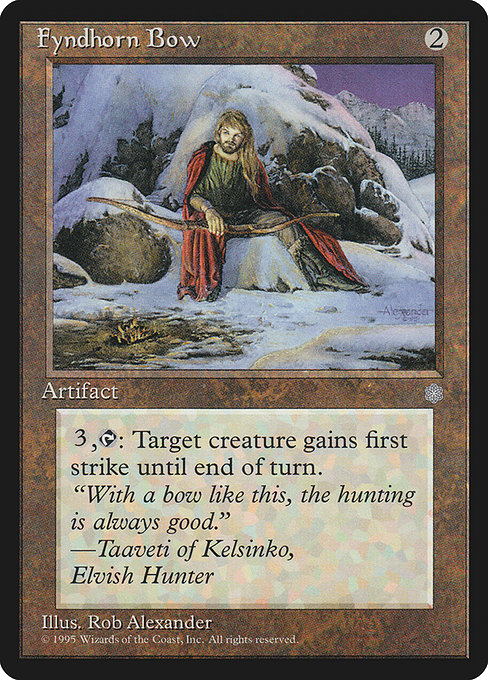 Fyndhorn Bow 2
Alexander
Artifact
3, : Target creature gains first
strike until end of turn.
“With a bow like this, the hunting
is always good.”
—Taaveti of Kelsinko,
Elvish Hunter
Illus. Rob Alexander
© 1995 Wizards of the Coast, Inc. All rights reserved.